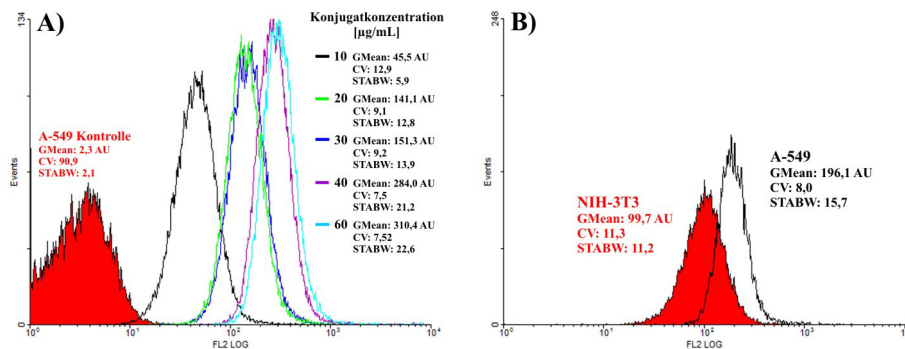 A)
134
Events
0
A-549 Kontrolle
GMean: 2,3 AU
CV: 90,9
STABW: 2,1
Konjugatkonzentration
[µg/mL]
10 GMean: 45,5 AU
CV: 12,9
STABW: 5,9
20 GMean: 141,1 AU
CV: 9,1
STABW: 12,8
30 GMean: 151,3 AU
CV: 9,2
STABW: 13,9
40 GMean: 284,0 AU
CV: 7,5
STABW: 21,2
60 GMean: 310,4 AU
CV: 7,52
STABW: 22,6
10⁰ 10¹ 10² 10³ 10⁴
FL2 LOG
B)
248
Events
0
NIH-3T3
GMean: 99,7 AU
CV: 11,3
STABW: 11,2
A-549
GMean: 196,1 AU
CV: 8,0
STABW: 15,7
10⁰ 10¹ 10² 10³ 10⁴
FL2 LOG